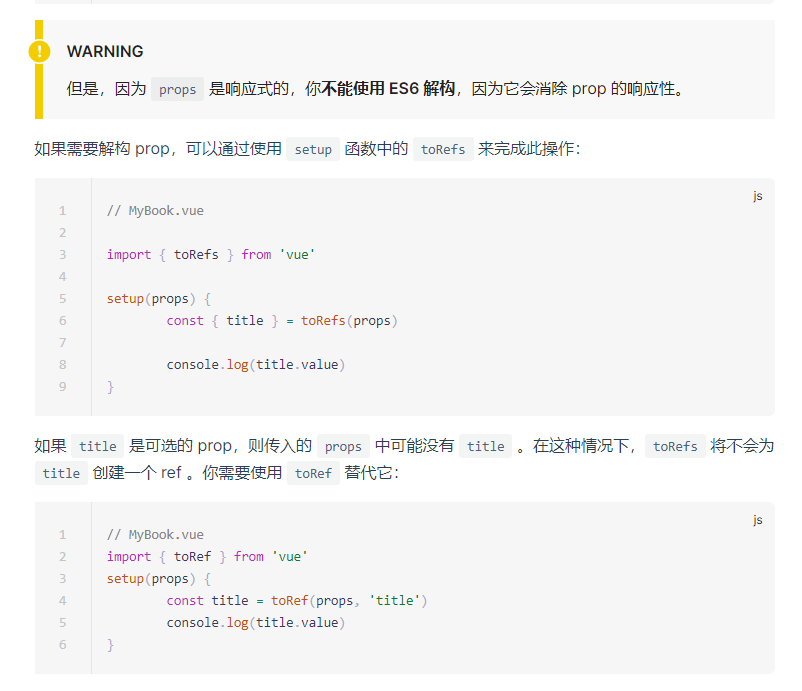 WARNING
但是，因为 props 是响应式的，你不能使用 ES6 解构，因为它会消除 prop 的响应性。
如果需要解构 prop，可以通过使用 setup 函数中的 toRefs 来完成此操作：
js
1 // MyBook.vue
2
3 import { toRefs } from 'vue'
4
5 setup(props) {
6 const { title } = toRefs(props)
7
8 console.log(title.value)
9 }
如果 title 是可选的 prop，则传入的 props 中可能没有 title 。在这种情况下，toRefs 将不会为
title 创建一个 ref 。你需要使用 toRef 替代它：
js
1 // MyBook.vue
2 import { toRef } from 'vue'
3 setup(props) {
4 const title = toRef(props, 'title')
5 console.log(title.value)
6 }